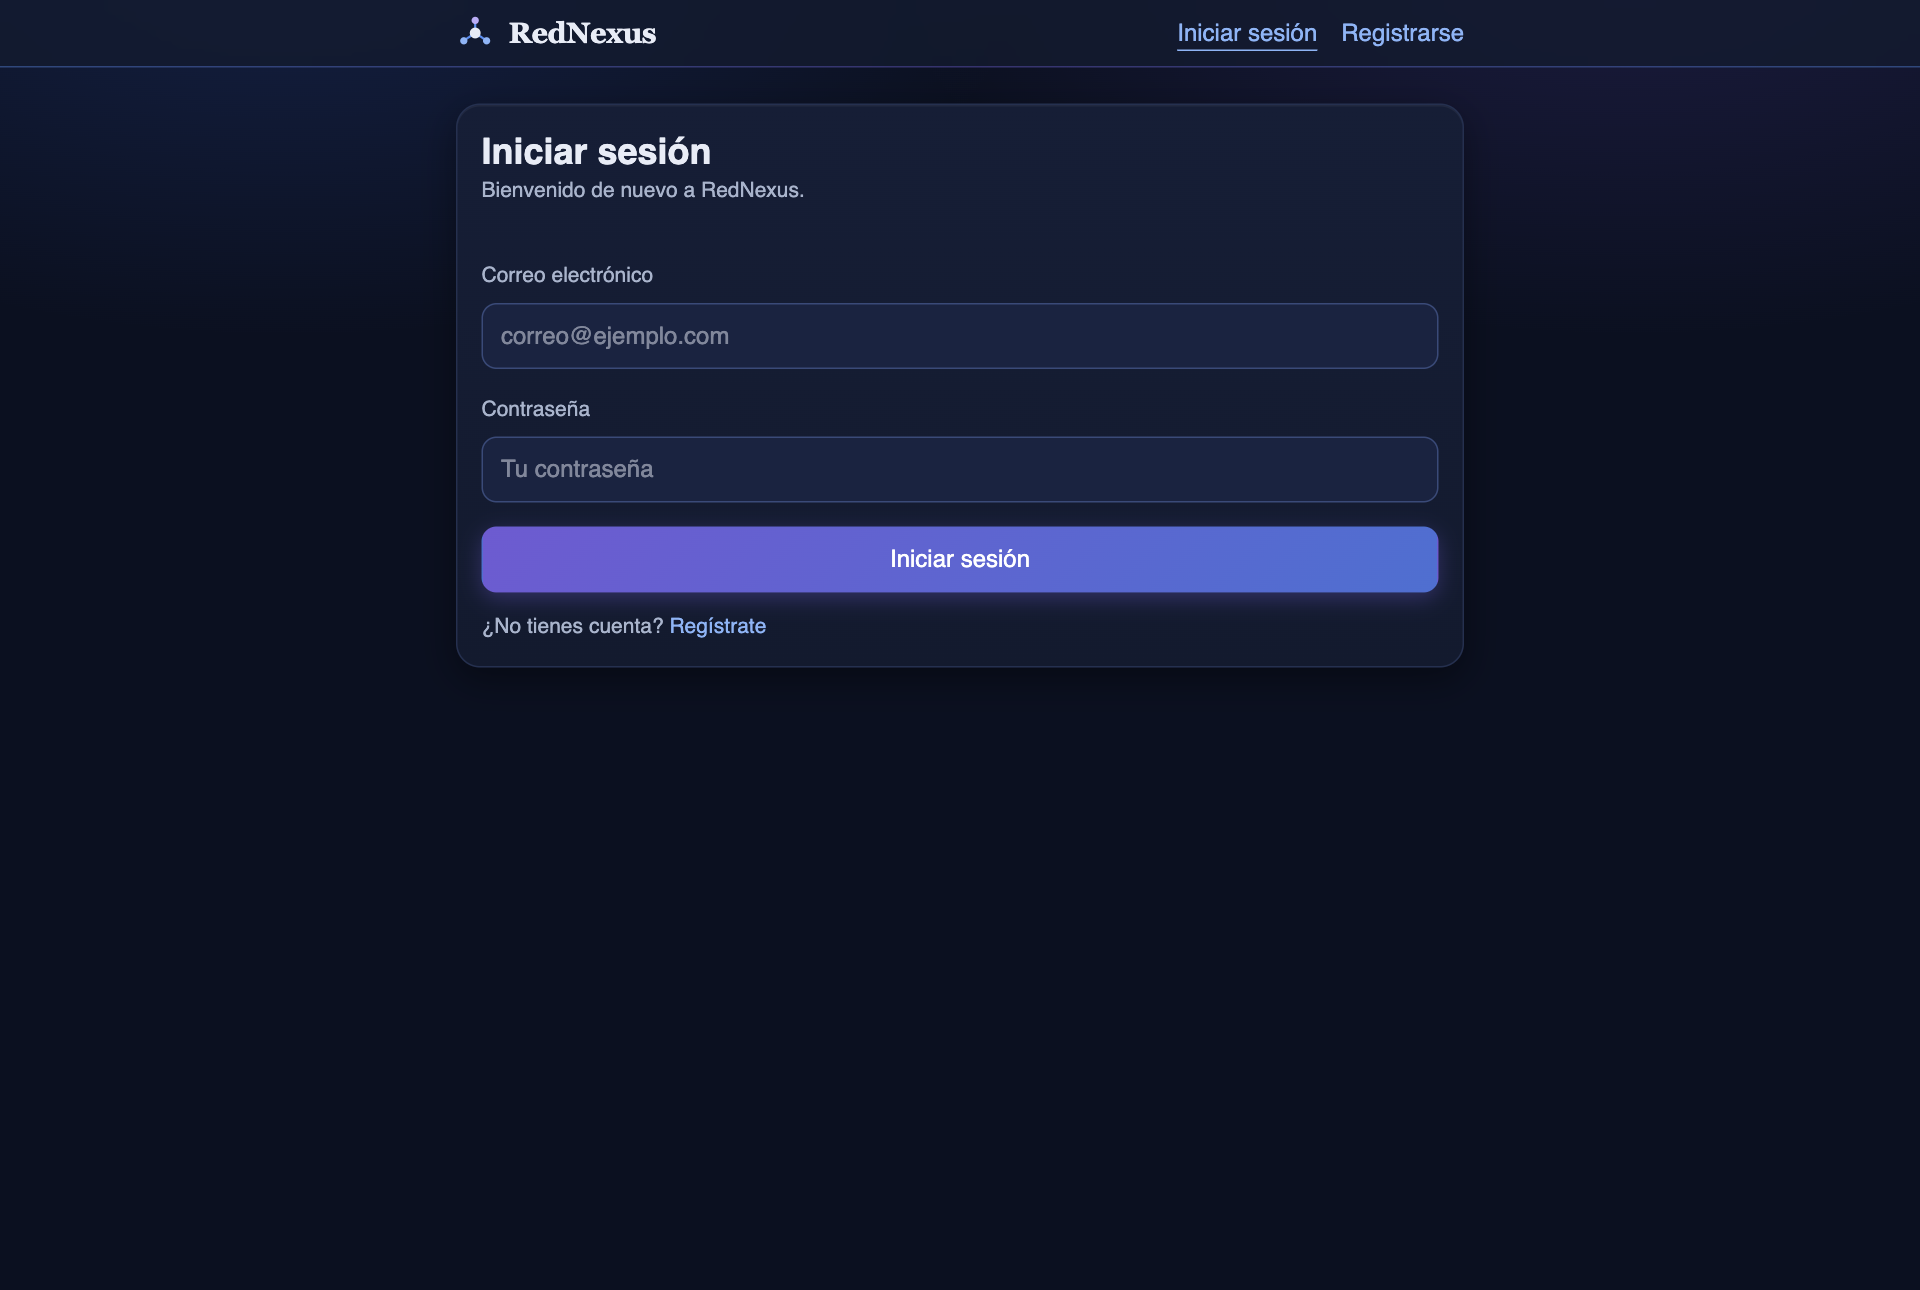 RedNexus
Iniciar sesión
Registrarse
Iniciar sesión
Bienvenido de nuevo a RedNexus.
Correo electrónico
correo@ejemplo.com
Contraseña
Tu contraseña
Iniciar sesión
¿No tienes cuenta? Regístrate